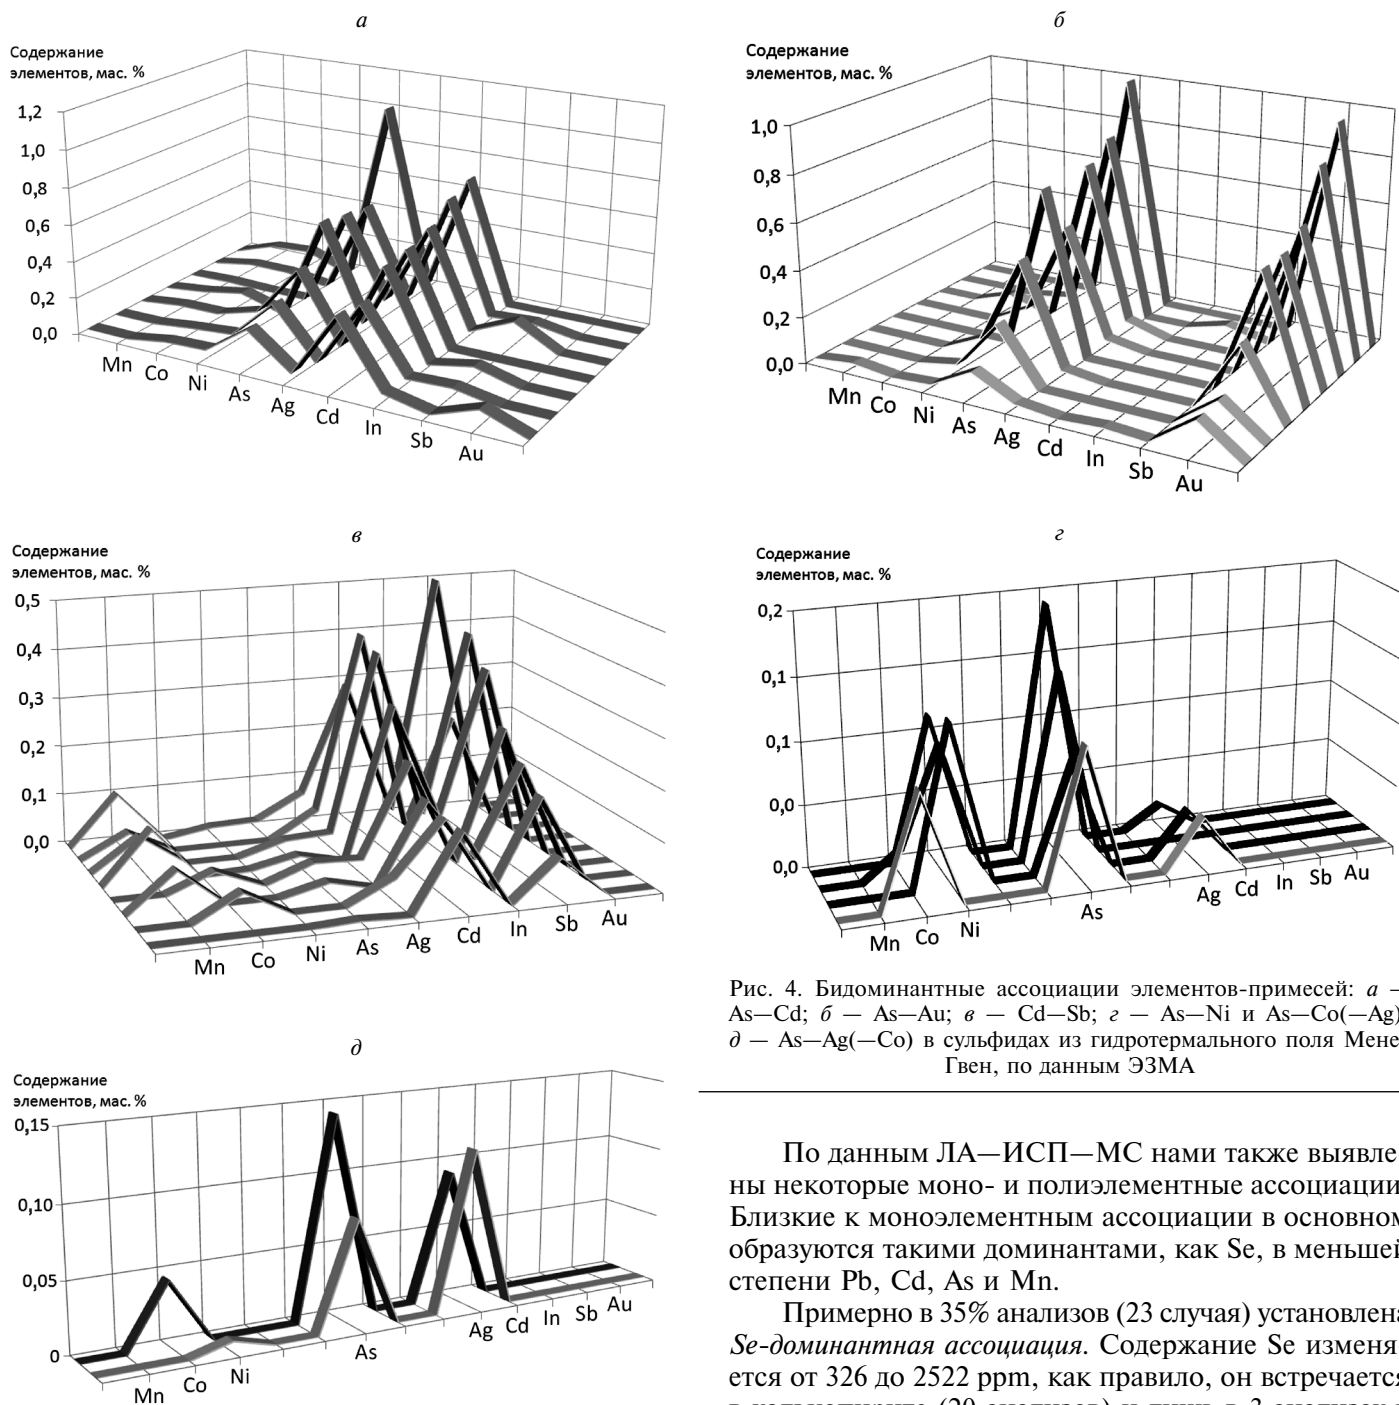 а
Содержание
элементов, мас. %
1,2
1,0
0,8
0,6
0,4
0,2
0,0
Mn
Co
Ni
As
Ag
Cd
In
Sb
Au
б
Содержание
элементов, мас. %
1,0
0,8
0,6
0,4
0,2
0,0
Mn
Co
Ni
As
Ag
Cd
In
Sb
Au
в
Содержание
элементов, мас. %
0,5
0,4
0,3
0,2
0,1
0,0
Mn
Co
Ni
As
Ag
Cd
In
Sb
Au
г
Содержание
элементов, мас. %
0,2
0,1
0,1
0,0
0,0
Mn
Co
Ni
As
Ag
Cd
In
Sb
Au
д
Содержание
элементов, мас. %
0,15
0,10
0,05
0
Mn
Co
Ni
As
Ag
Cd
In
Sb
Au
Рис. 4. Бидоминантные ассоциации элементов-примесей: а –
As—Cd; б — As—Au; в — Cd—Sb; г — As—Ni и As—Co(—Ag)
д — As—Ag(—Co) в сульфидах из гидротермального поля Мене
Гвен, по данным ЭЗМА
По данным ЛА—ИСП—МС нами также выявле
ны некоторые моно- и полиэлементные ассоциации
Близкие к моноэлементным ассоциации в основном
образуются такими доминантами, как Se, в меньшей
степени Pb, Cd, As и Mn.
Примерно в 35% анализов (23 случая) установлена
Se-доминантная ассоциация. Содержание Se изменя
ется от 326 до 2522 ppm, как правило, он встречается